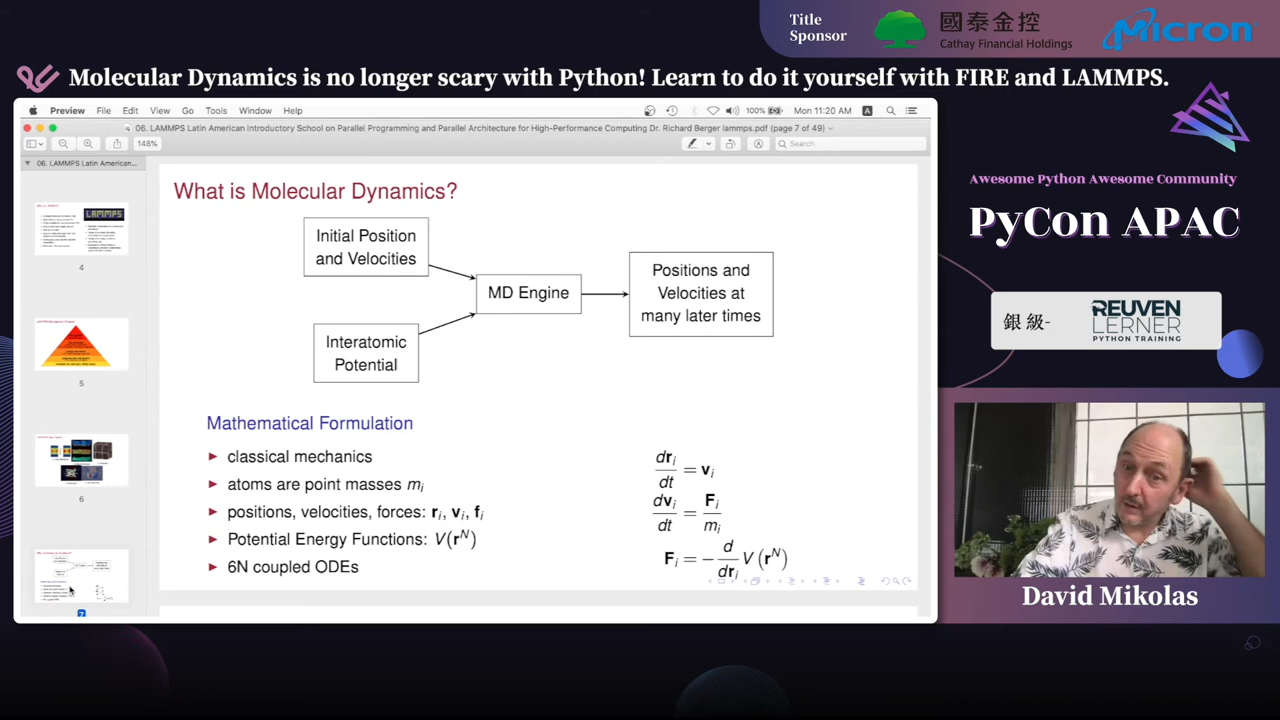 Title
Sponsor
國泰金控
Cathay Financial Holdings
Micron
Molecular Dynamics is no longer scary with Python! Learn to do it yourself with FIRE and LAMMPS.
Preview File Edit View Go Tools Window Help
100%
Mon 11:20 AM
A
06. LAMMPS Latin American Introductory School on Parallel Programming and Parallel Architecture for High-Performance Computing Dr. Richard Berger lammps.pdf (page 7 of 49)
148%
Search
06. LAMMPS Latin American...
LAMMPS
4
5
6
7
What is Molecular Dynamics?
Initial Position
and Velocities
MD Engine
Positions and
Velocities at
many later times
Interatomic
Potential
Mathematical Formulation
classical mechanics
atoms are point masses mᵢ
positions, velocities, forces: rᵢ, vᵢ, fᵢ
Potential Energy Functions: V(rᴺ)
6N coupled ODEs
drᵢ/dt = vᵢ
dvᵢ/dt = Fᵢ/mᵢ
Fᵢ = −d/drᵢ V(rᴺ)
Awesome Python Awesome Community
PyCon APAC
銀級-
REUVEN
LERNER
PYTHON TRAINING
David Mikolas